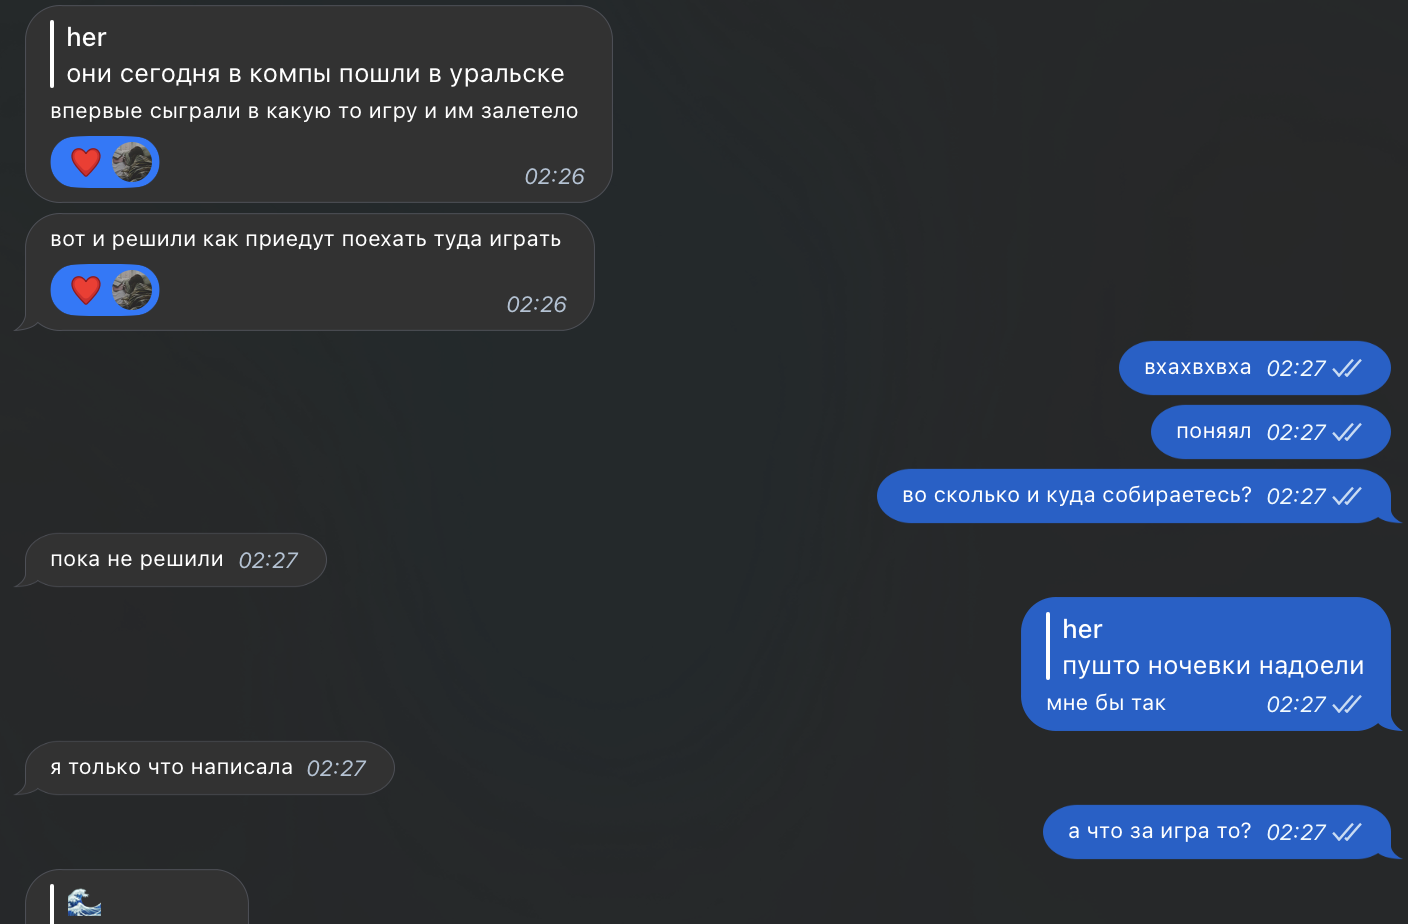 her
они сегодня в компы пошли в уральске
впервые сыграли в какую то игру и им залетело
02:26
вот и решили как приедут поехать туда играть
02:26
вхахвхвха 02:27
поняял 02:27
во сколько и куда собираетесь? 02:27
пока не решили 02:27
her
пушто ночевки надоели
мне бы так 02:27
я только что написала 02:27
а что за игра то? 02:27